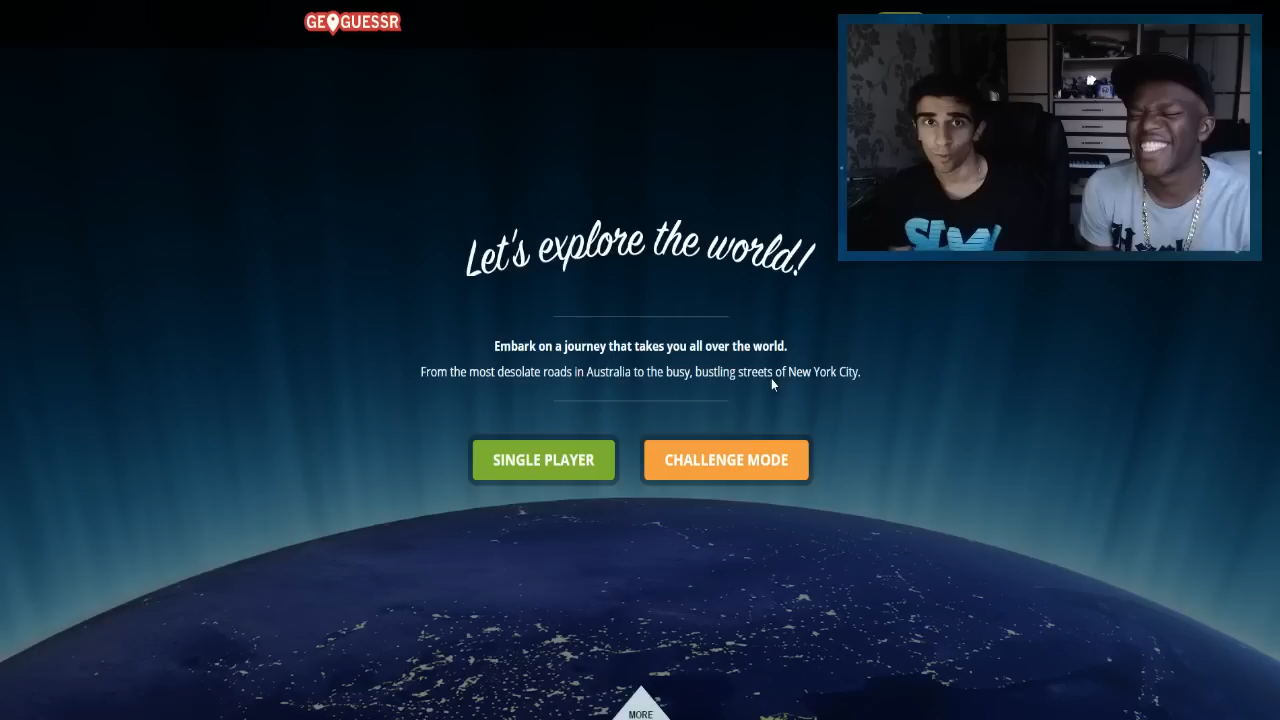 GEOGUESSR
Let's explore the world!
Embark on a journey that takes you all over the world.
From the most desolate roads in Australia to the busy, bustling streets of New York City.
SINGLE PLAYER
CHALLENGE MODE
MORE